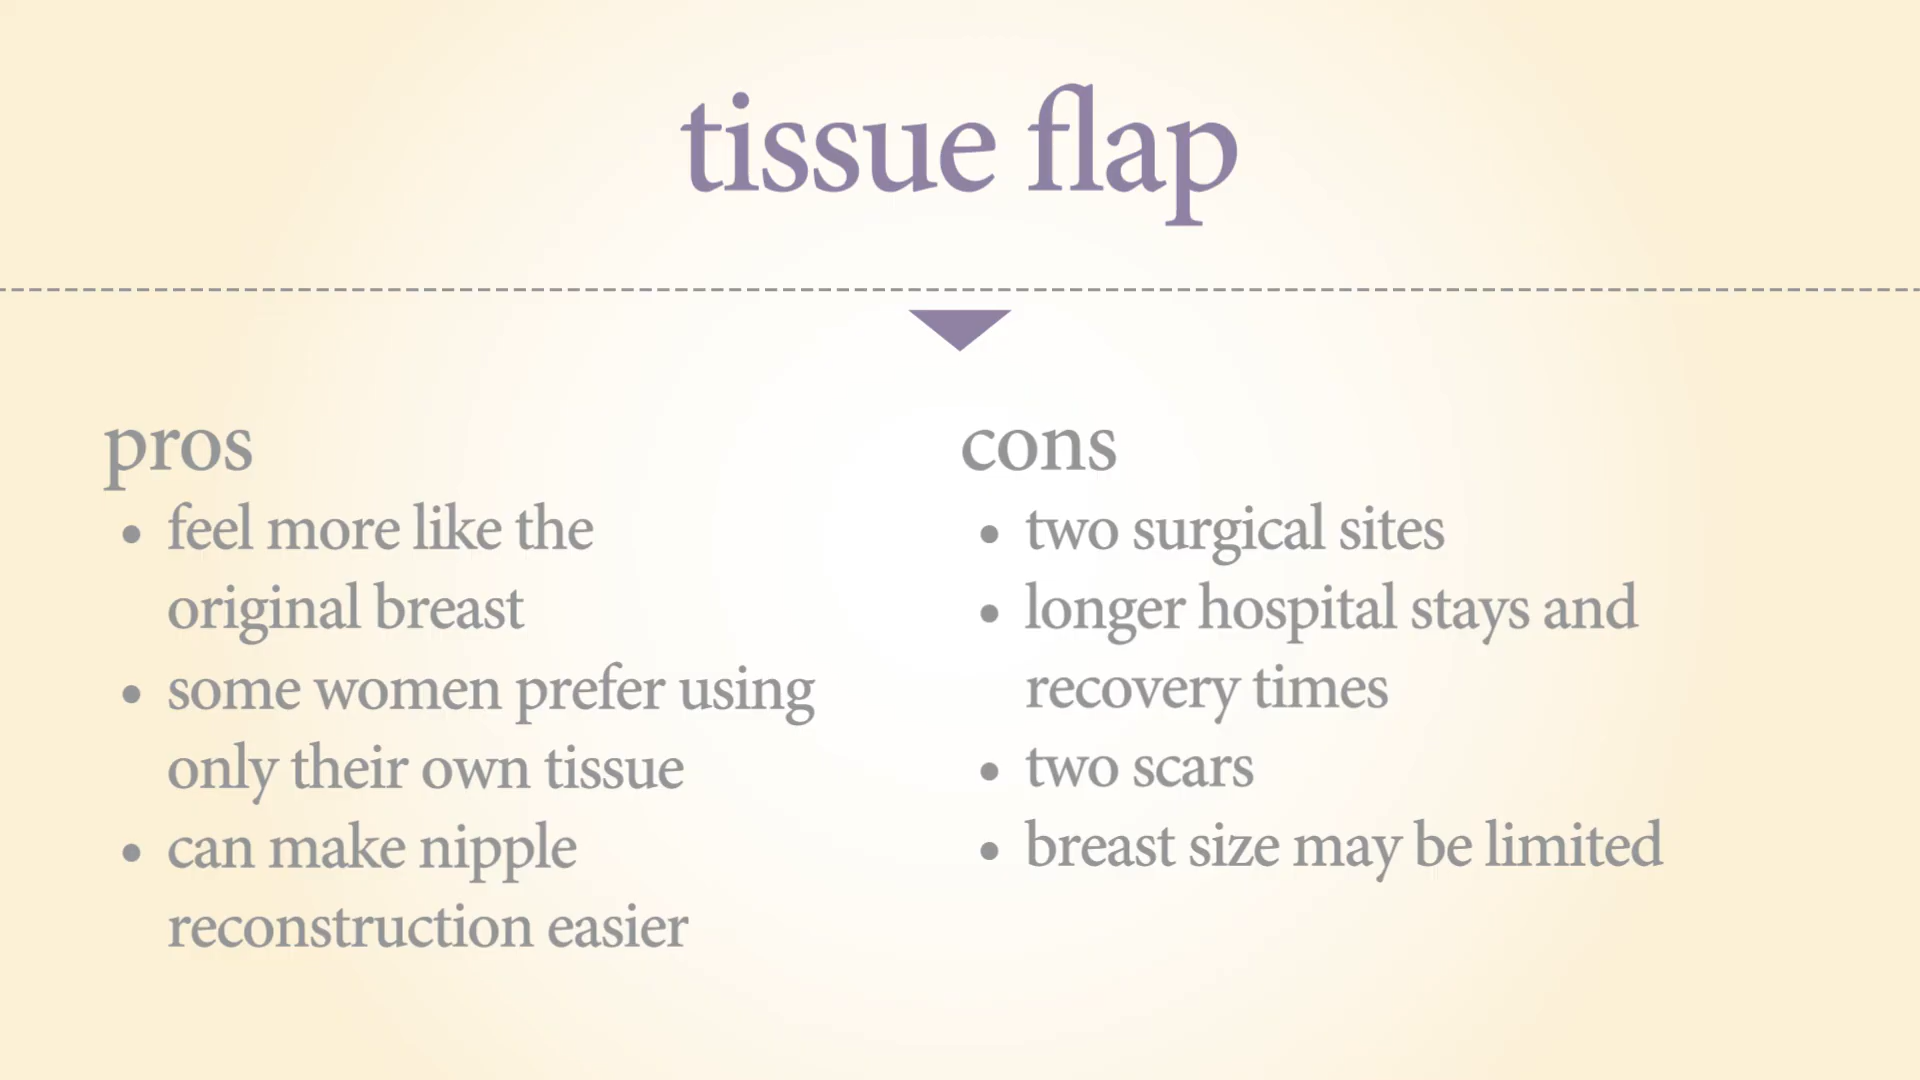 tissue flap
pros
• feel more like the
original breast
• some women prefer using
only their own tissue
• can make nipple
reconstruction easier
cons
• two surgical sites
• longer hospital stays and
recovery times
• two scars
• breast size may be limited